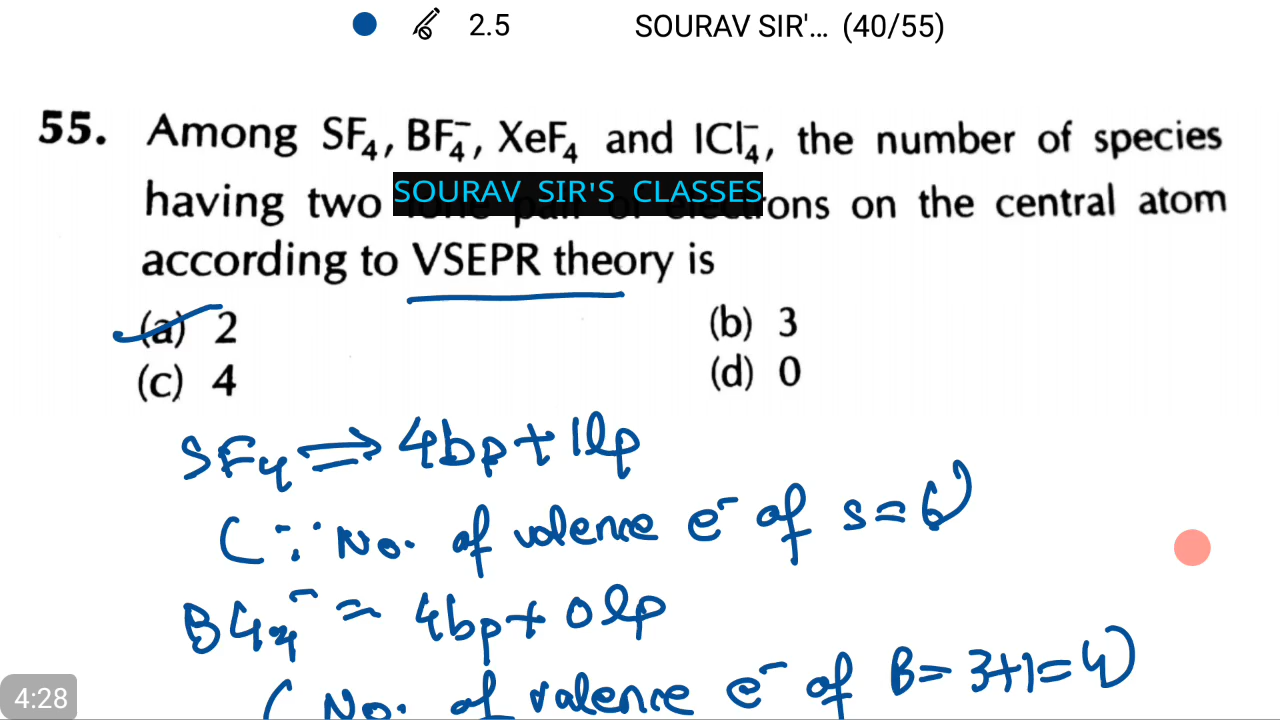 2.5 SOURAV SIR'... (40/55)
55. Among SF₄, BF₄⁻, XeF₄ and ICl₄⁻, the number of species
having two SOURAV SIR'S CLASSES rons on the central atom
according to VSEPR theory is
(a) 2 (b) 3
(c) 4 (d) 0
SF₄ ⇒ 4bp + 1lp
(∵ No. of valence e⁻ of s = 6)
BF₄⁻ = 4bp + 0lp
( No. of valence e⁻ of B = 3+1 = 4)
4:28